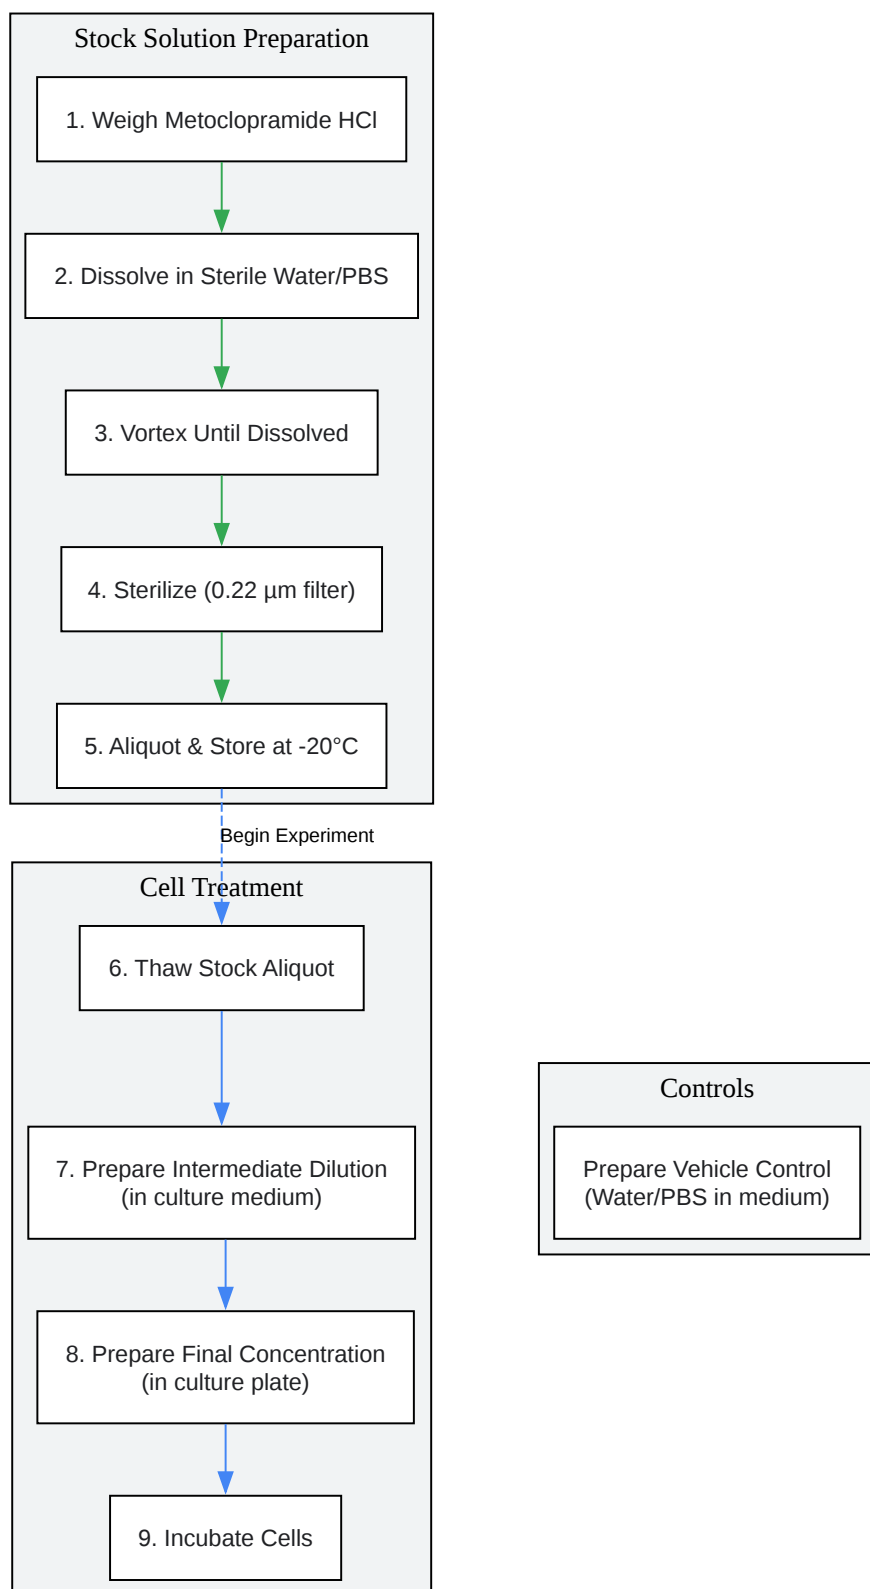 Stock Solution Preparation
1. Weigh Metoclopramide HCl
2. Dissolve in Sterile Water/PBS
3. Vortex Until Dissolved
4. Sterilize (0.22 µm filter)
5. Aliquot & Store at -20°C
Begin Experiment
Cell Treatment
6. Thaw Stock Aliquot
7. Prepare Intermediate Dilution
(in culture medium)
8. Prepare Final Concentration
(in culture plate)
9. Incubate Cells
Controls
Prepare Vehicle Control
(Water/PBS in medium)